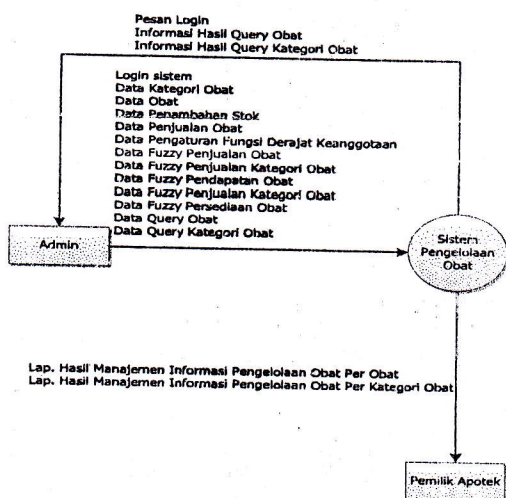 Pesan Login
Informasi Hasil Query Obat
Informasi Hasil Query Kategori Obat
Login sistem
Data Kategori Obat
Data Obat
Data Penambahan Stok
Data Penjualan Obat
Data Pengaturan Fungsi Derajat Keanggotaan
Data Fuzzy Penjualan Obat
Data Fuzzy Penjualan Kategori Obat
Data Fuzzy Pendapatan Obat
Data Fuzzy Penjualan Kategori Obat
Data Fuzzy Persediaan Obat
Data Query Obat
Data Query Kategori Obat
Admin
Sistem
Pengelolaan
Obat
Lap. Hasil Manajemen Informasi Pengelolaan Obat Per Obat
Lap. Hasil Manajemen Informasi Pengelolaan Obat Per Kategori Obat
Pemilik Apotek